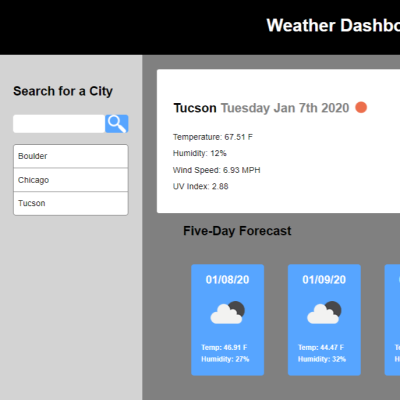 Weather Dashbo
Search for a City
Boulder
Chicago
Tucson
Tucson Tuesday Jan 7th 2020
Temperature: 67.51 F
Humidity: 12%
Wind Speed: 6.93 MPH
UV Index: 2.88
Five-Day Forecast
01/08/20
Temp: 46.91 F
Humidity: 27%
01/09/20
Temp: 44.47 F
Humidity: 32%